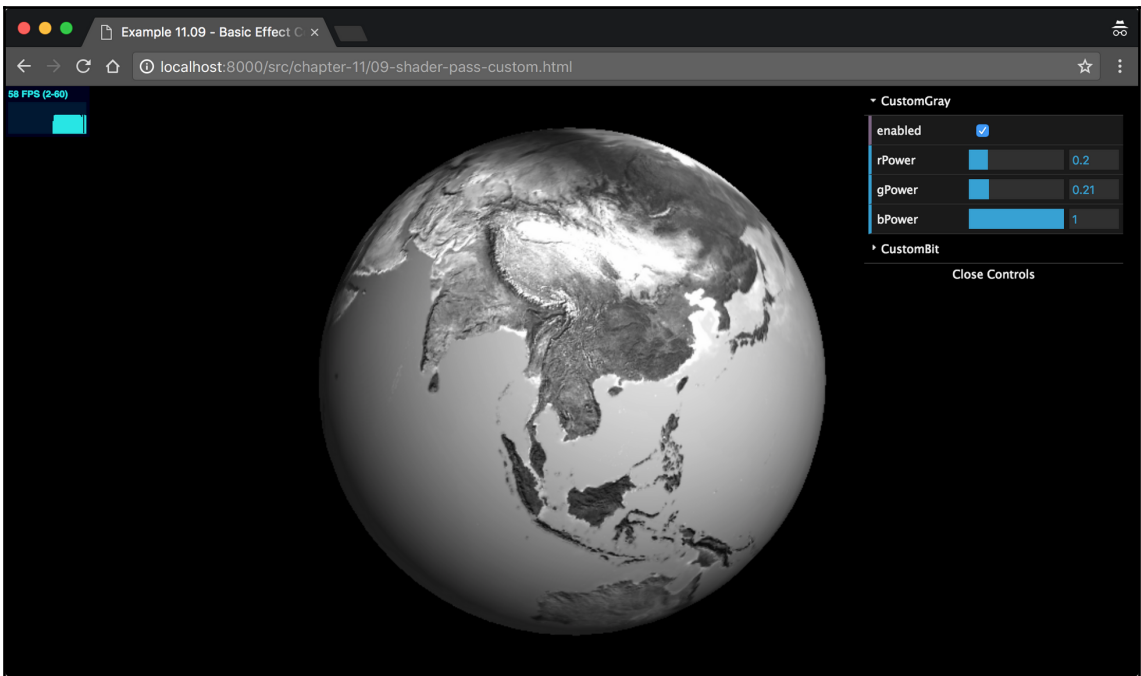 Example 11.09 - Basic Effect C
localhost:8000/src/chapter-11/09-shader-pass-custom.html
58 FPS (2-60)
CustomGray
enabled
rPower 0.2
gPower 0.21
bPower 1
CustomBit
Close Controls